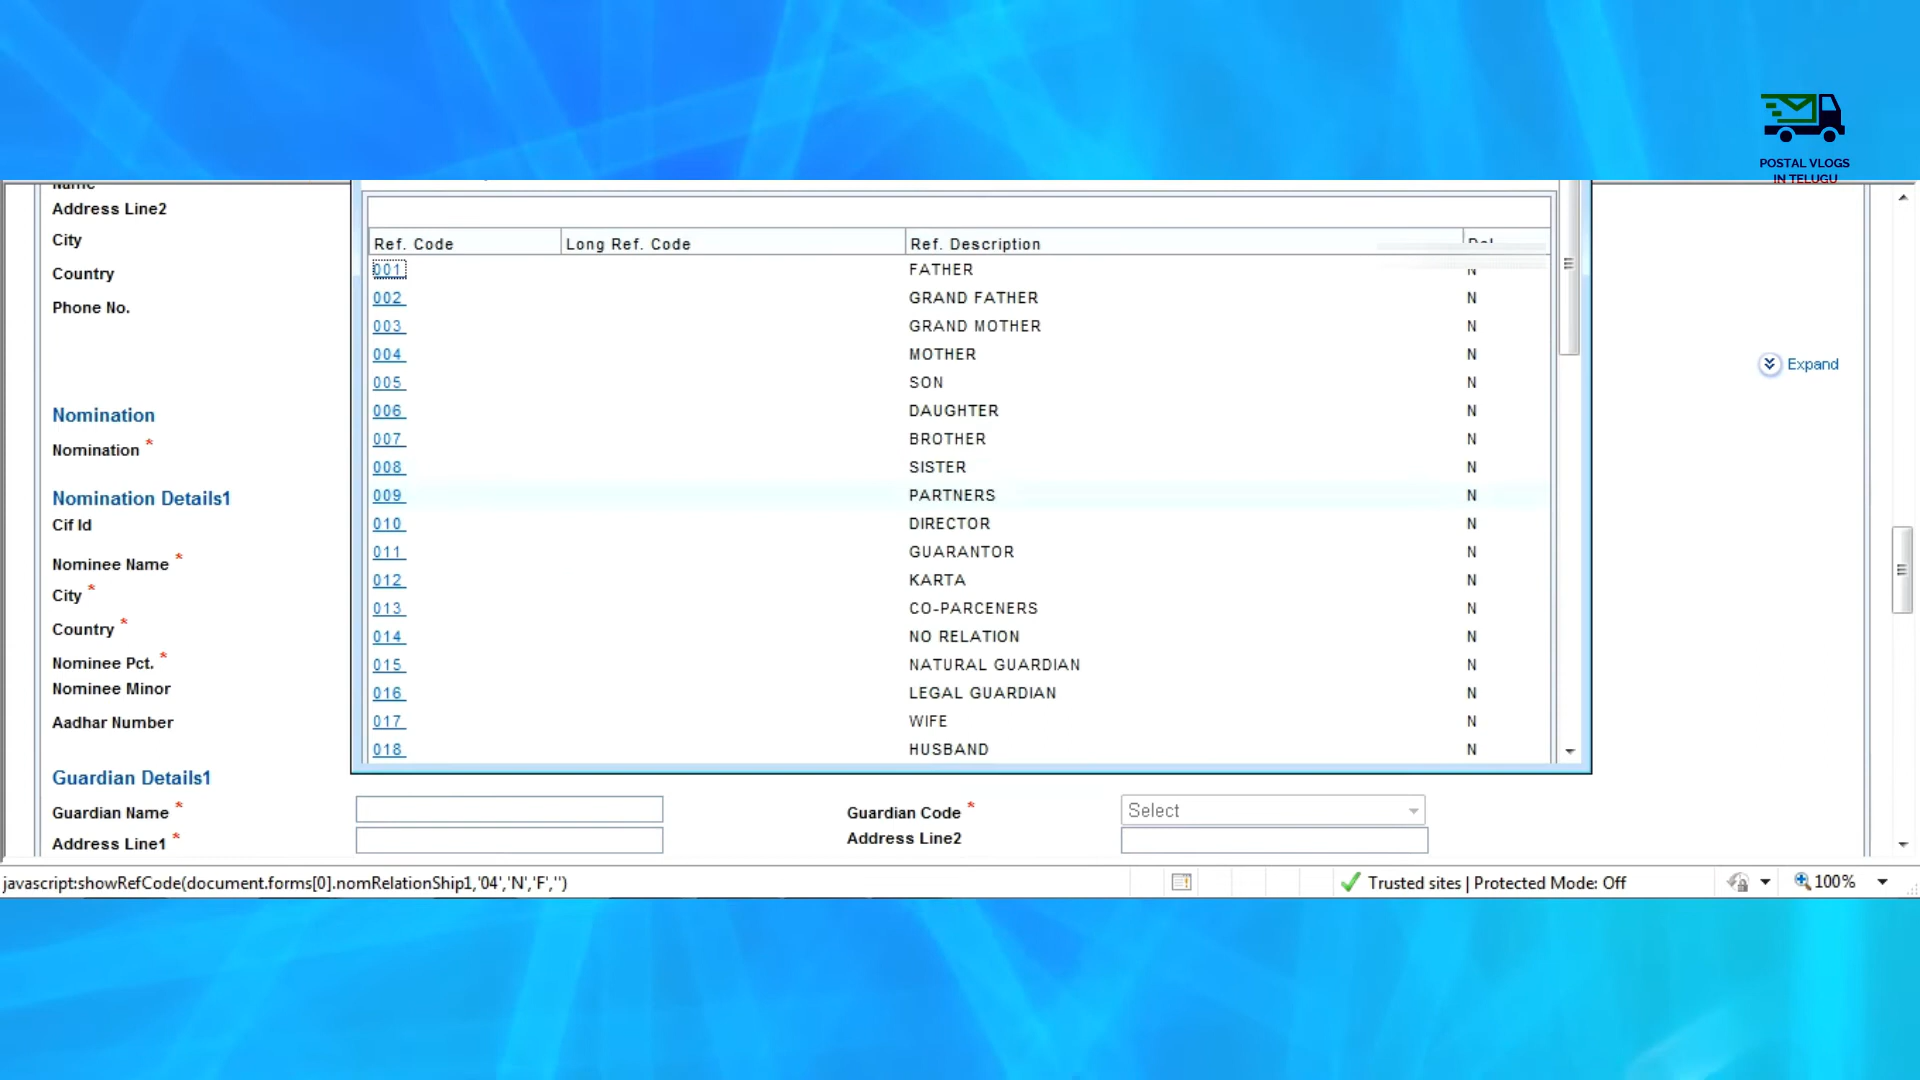 POSTAL VLOGS
IN TELUGU
Name
Address Line2
City
Country
Phone No.
Expand
Nomination
Nomination *
Nomination Details1
Cif Id
Nominee Name *
City *
Country *
Nominee Pct. *
Nominee Minor
Aadhar Number
Ref. Code Long Ref. Code Ref. Description
001 FATHER N
002 GRAND FATHER N
003 GRAND MOTHER N
004 MOTHER N
005 SON N
006 DAUGHTER N
007 BROTHER N
008 SISTER N
009 PARTNERS N
010 DIRECTOR N
011 GUARANTOR N
012 KARTA N
013 CO-PARCENERS N
014 NO RELATION N
015 NATURAL GUARDIAN N
016 LEGAL GUARDIAN N
017 WIFE N
018 HUSBAND N
Guardian Details1
Guardian Name * Guardian Code * Select
Address Line1 * Address Line2
javascript:showRefCode(document.forms[0].nomRelationShip1,'04','N','F','') Trusted sites | Protected Mode: Off 100%